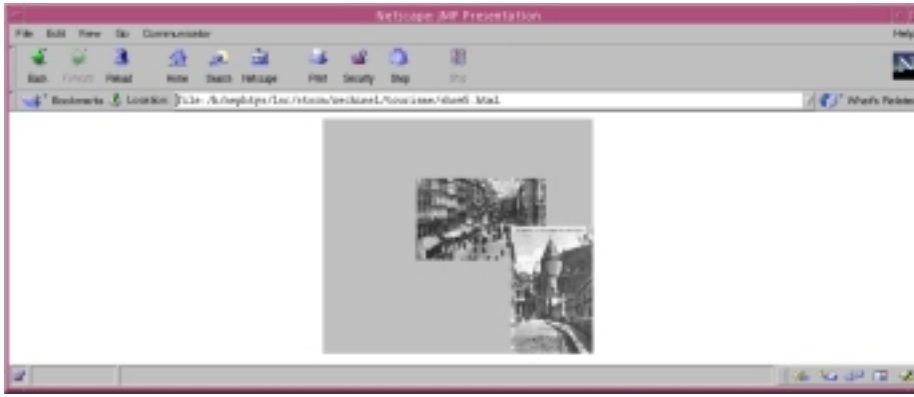 Netscape: JMP Presentation
File Edit View Go Communicator Help
Back Forward Reload Home Search Netscape Print Security Shop Stop
Bookmarks Location: What's Related